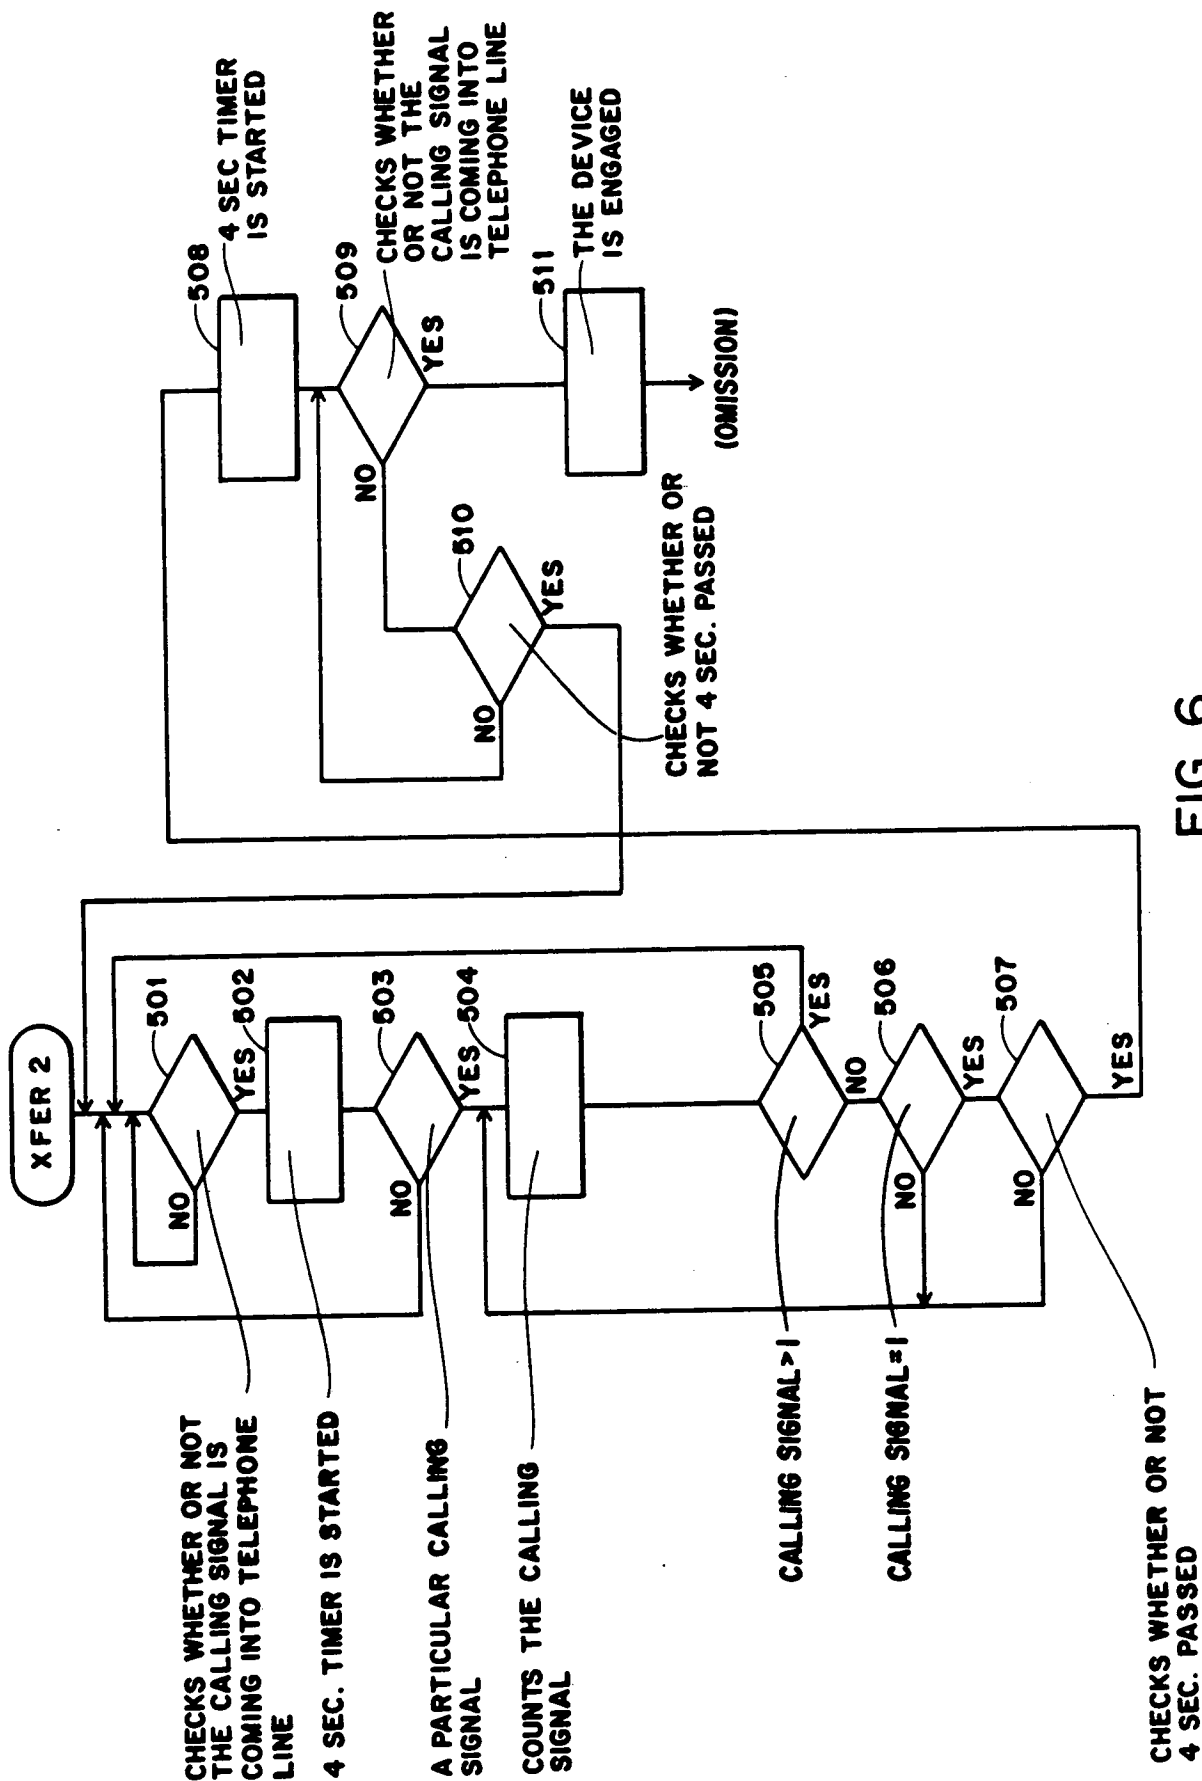 XFER 2
501
NO
YES
CHECKS WHETHER OR NOT
THE CALLING SIGNAL IS
COMING INTO TELEPHONE
LINE
502
4 SEC. TIMER IS STARTED
503
NO
YES
A PARTICULAR CALLING
SIGNAL
504
COUNTS THE CALLING
SIGNAL
505
YES
NO
CALLING SIGNAL>1
506
NO
YES
CALLING SIGNAL=1
507
NO
YES
CHECKS WHETHER OR NOT
4 SEC. PASSED
508
4 SEC TIMER
IS STARTED
509
NO
YES
CHECKS WHETHER
OR NOT THE
CALLING SIGNAL
IS COMING INTO
TELEPHONE LINE
510
NO
YES
CHECKS WHETHER OR
NOT 4 SEC. PASSED
511
THE DEVICE
IS ENGAGED
(OMISSION)
FIG. 6